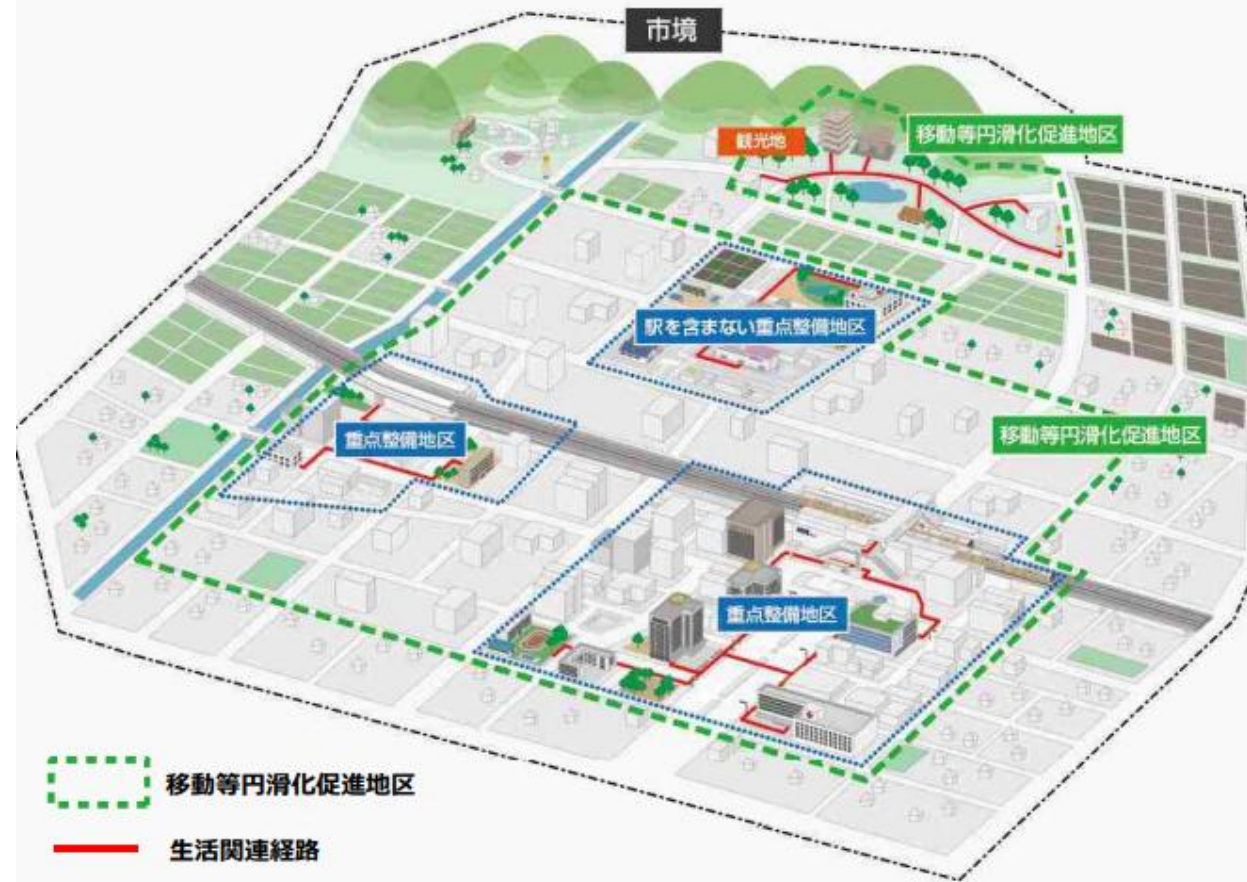 市境
観光地
移動等円滑化促進地区
駅を含まない重点整備地区
重点整備地区
移動等円滑化促進地区
重点整備地区
移動等円滑化促進地区
生活関連経路